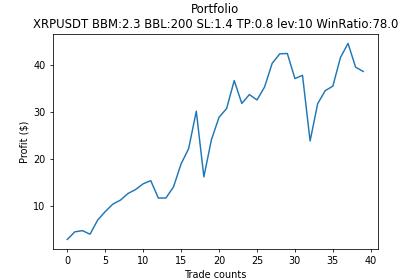 Portfolio
XRPUSDT BBM:2.3 BBL:200 SL:1.4 TP:0.8 lev:10 WinRatio:78.0
Profit ($)
40
30
20
10
0 5 10 15 20 25 30 35 40
Trade counts